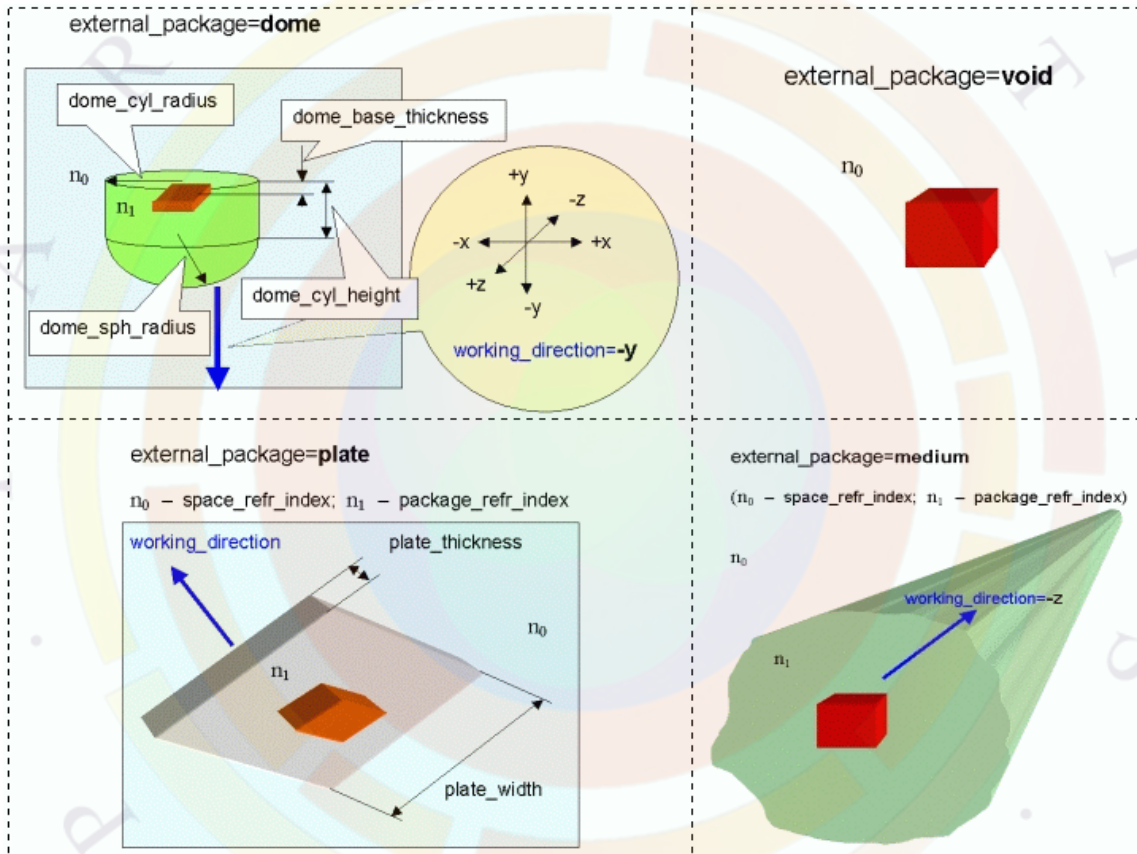 external_package=dome
dome_cyl_radius
dome_base_thickness
n0
n1
dome_cyl_height
dome_sph_radius
+y
-z
-x
+x
+z
-y
working_direction=-y
external_package=void
n0
external_package=plate
n0 – space_refr_index; n1 – package_refr_index
working_direction
plate_thickness
n0
n1
plate_width
external_package=medium
(n0 – space_refr_index; n1 – package_refr_index)
n0
working_direction=-z
n1